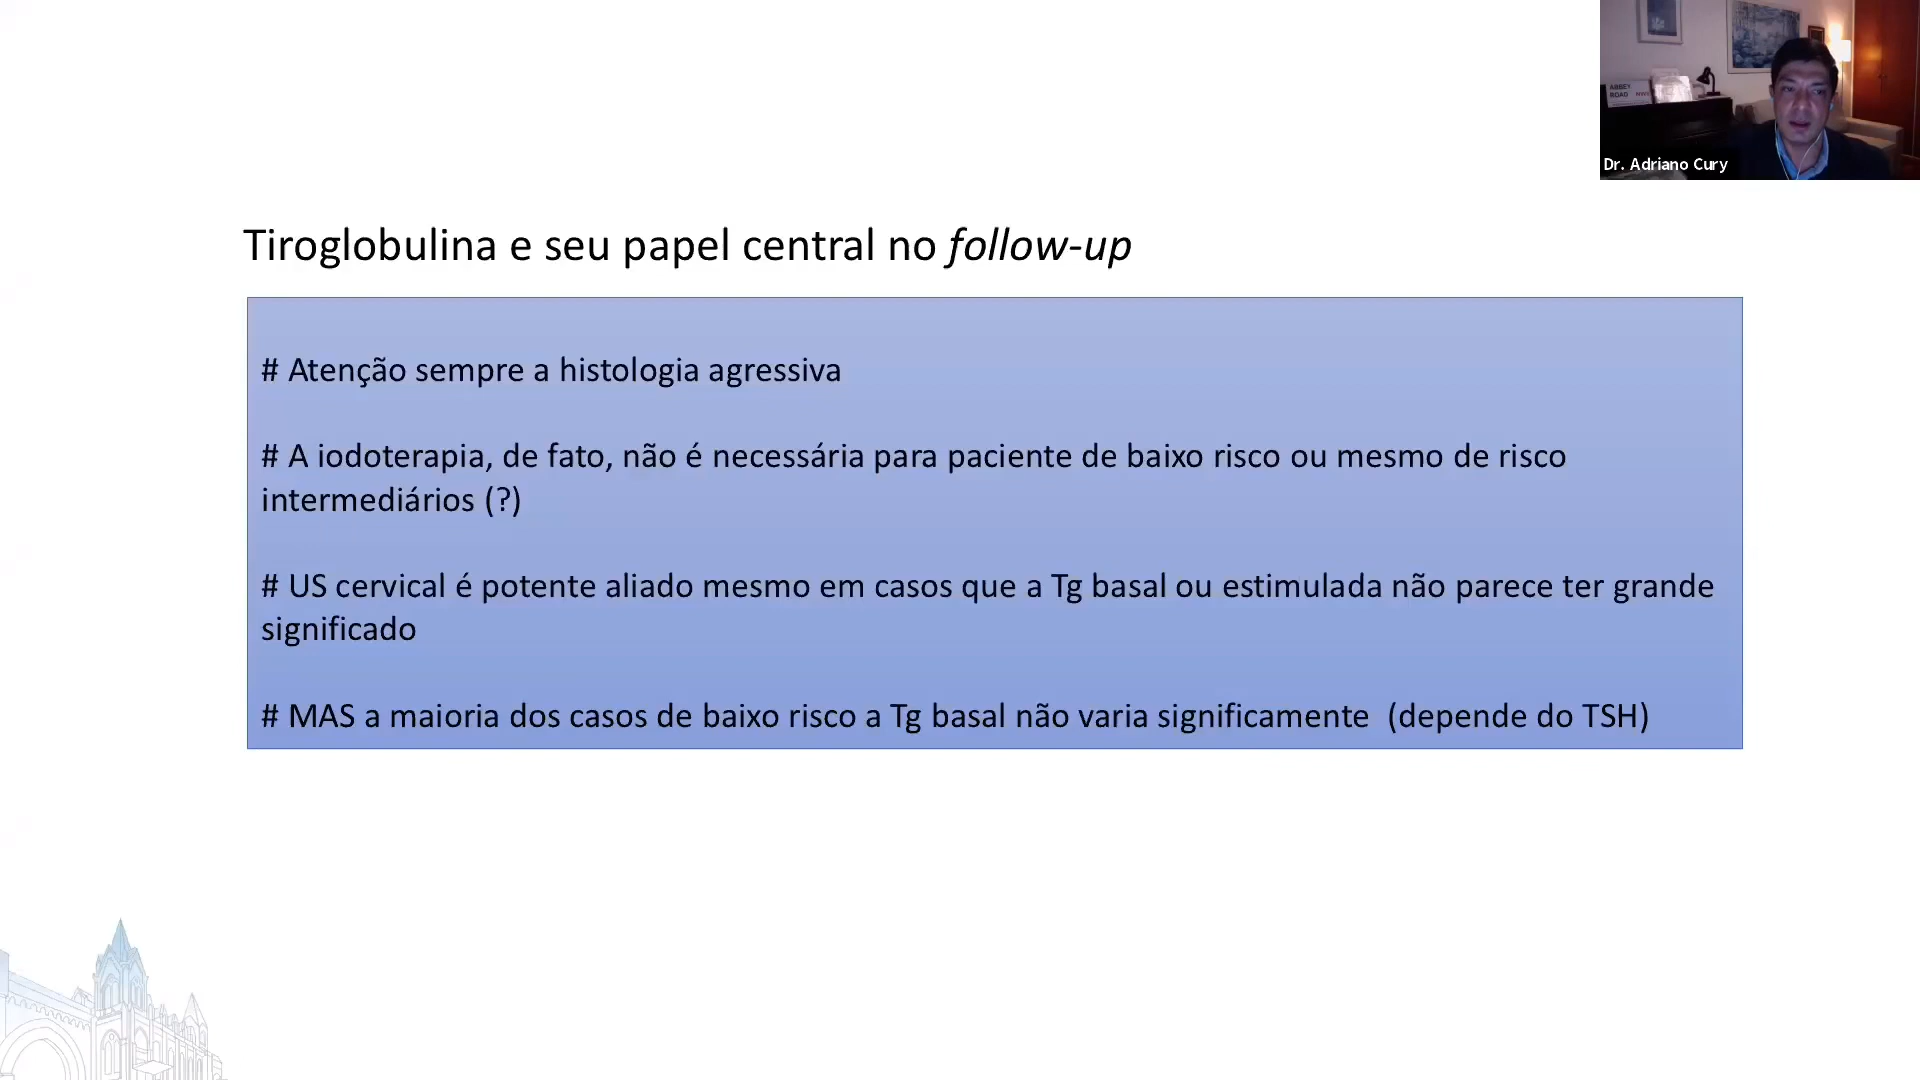 ABBEY
ROAD
Dr. Adriano Cury
Tiroglobulina e seu papel central no follow-up
# Atenção sempre a histologia agressiva
# A iodoterapia, de fato, não é necessária para paciente de baixo risco ou mesmo de risco
intermediários (?)
# US cervical é potente aliado mesmo em casos que a Tg basal ou estimulada não parece ter grande
significado
# MAS a maioria dos casos de baixo risco a Tg basal não varia significamente (depende do TSH)